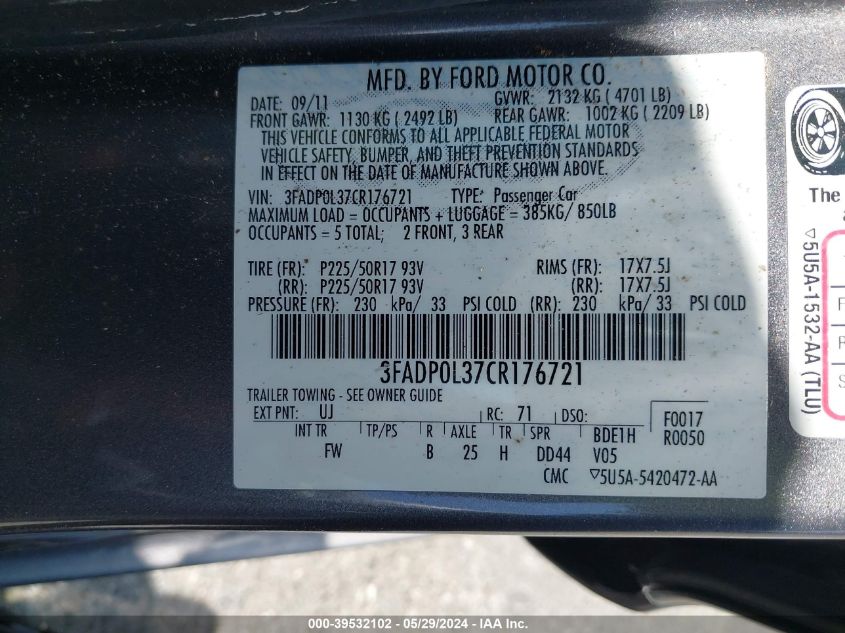 MFD. BY FORD MOTOR CO.
DATE: 09/11 GVWR: 2132 KG ( 4701 LB)
FRONT GAWR: 1130 KG ( 2492 LB) REAR GAWR: 1002 KG ( 2209 LB)
THIS VEHICLE CONFORMS TO ALL APPLICABLE FEDERAL MOTOR
VEHICLE SAFETY, BUMPER, AND THEFT PREVENTION STANDARDS
IN EFFECT ON THE DATE OF MANUFACTURE SHOWN ABOVE.
VIN: 3FADP0L37CR176721 TYPE: Passenger Car
MAXIMUM LOAD = OCCUPANTS + LUGGAGE = 385KG/ 850LB
OCCUPANTS = 5 TOTAL; 2 FRONT, 3 REAR
TIRE (FR): P225/50R17 93V RIMS (FR): 17X7.5J
(RR): P225/50R17 93V (RR): 17X7.5J
PRESSURE (FR): 230 kPa/ 33 PSI COLD (RR): 230 kPa/ 33 PSI COLD
3FADP0L37CR176721
TRAILER TOWING - SEE OWNER GUIDE
EXT PNT: UJ RC: 71 DSO: F0017
R0050
INT TR TP/PS R AXLE TR SPR BDE1H
FW B 25 H DD44 V05
CMC ▽5U5A-5420472-AA
The
▽5U5A-1532-AA (TLU)
F
R
S
000-39532102 - 05/29/2024 - IAAI.COM